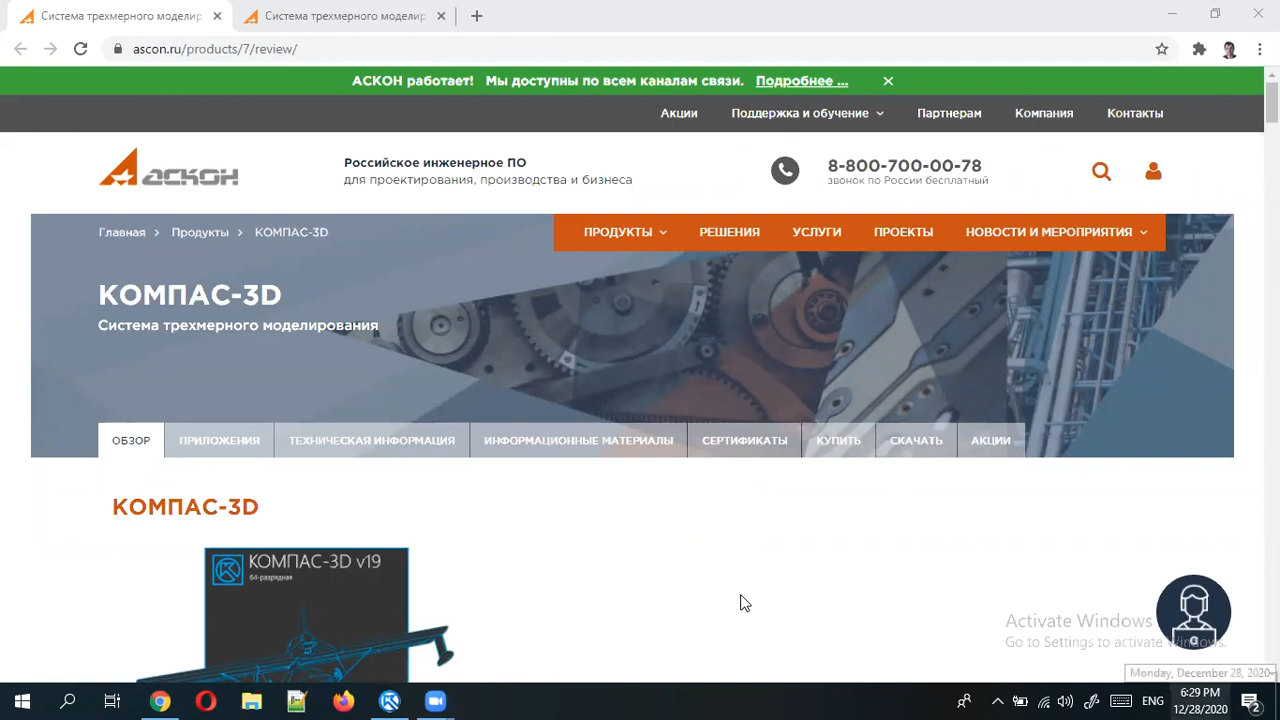 Система трехмерного моделир
Система трехмерного моделир
ascon.ru/products/7/review/
АСКОН работает! Мы доступны по всем каналам связи. Подробнее ...
Акции Поддержка и обучение Партнерам Компания Контакты
АСКОН
Российское инженерное ПО
для проектирования, производства и бизнеса
8-800-700-00-78
звонок по России бесплатный
Главная > Продукты > КОМПАС-3D
ПРОДУКТЫ РЕШЕНИЯ УСЛУГИ ПРОЕКТЫ НОВОСТИ И МЕРОПРИЯТИЯ
КОМПАС-3D
Система трехмерного моделирования
ОБЗОР ПРИЛОЖЕНИЯ ТЕХНИЧЕСКАЯ ИНФОРМАЦИЯ ИНФОРМАЦИОННЫЕ МАТЕРИАЛЫ СЕРТИФИКАТЫ КУПИТЬ СКАЧАТЬ АКЦИИ
КОМПАС-3D
КОМПАС-3D v19
64-разрядная
Activate Windows
Go to Settings to activate Windows.
Monday, December 28, 2020
ENG
6:29 PM
12/28/2020
2